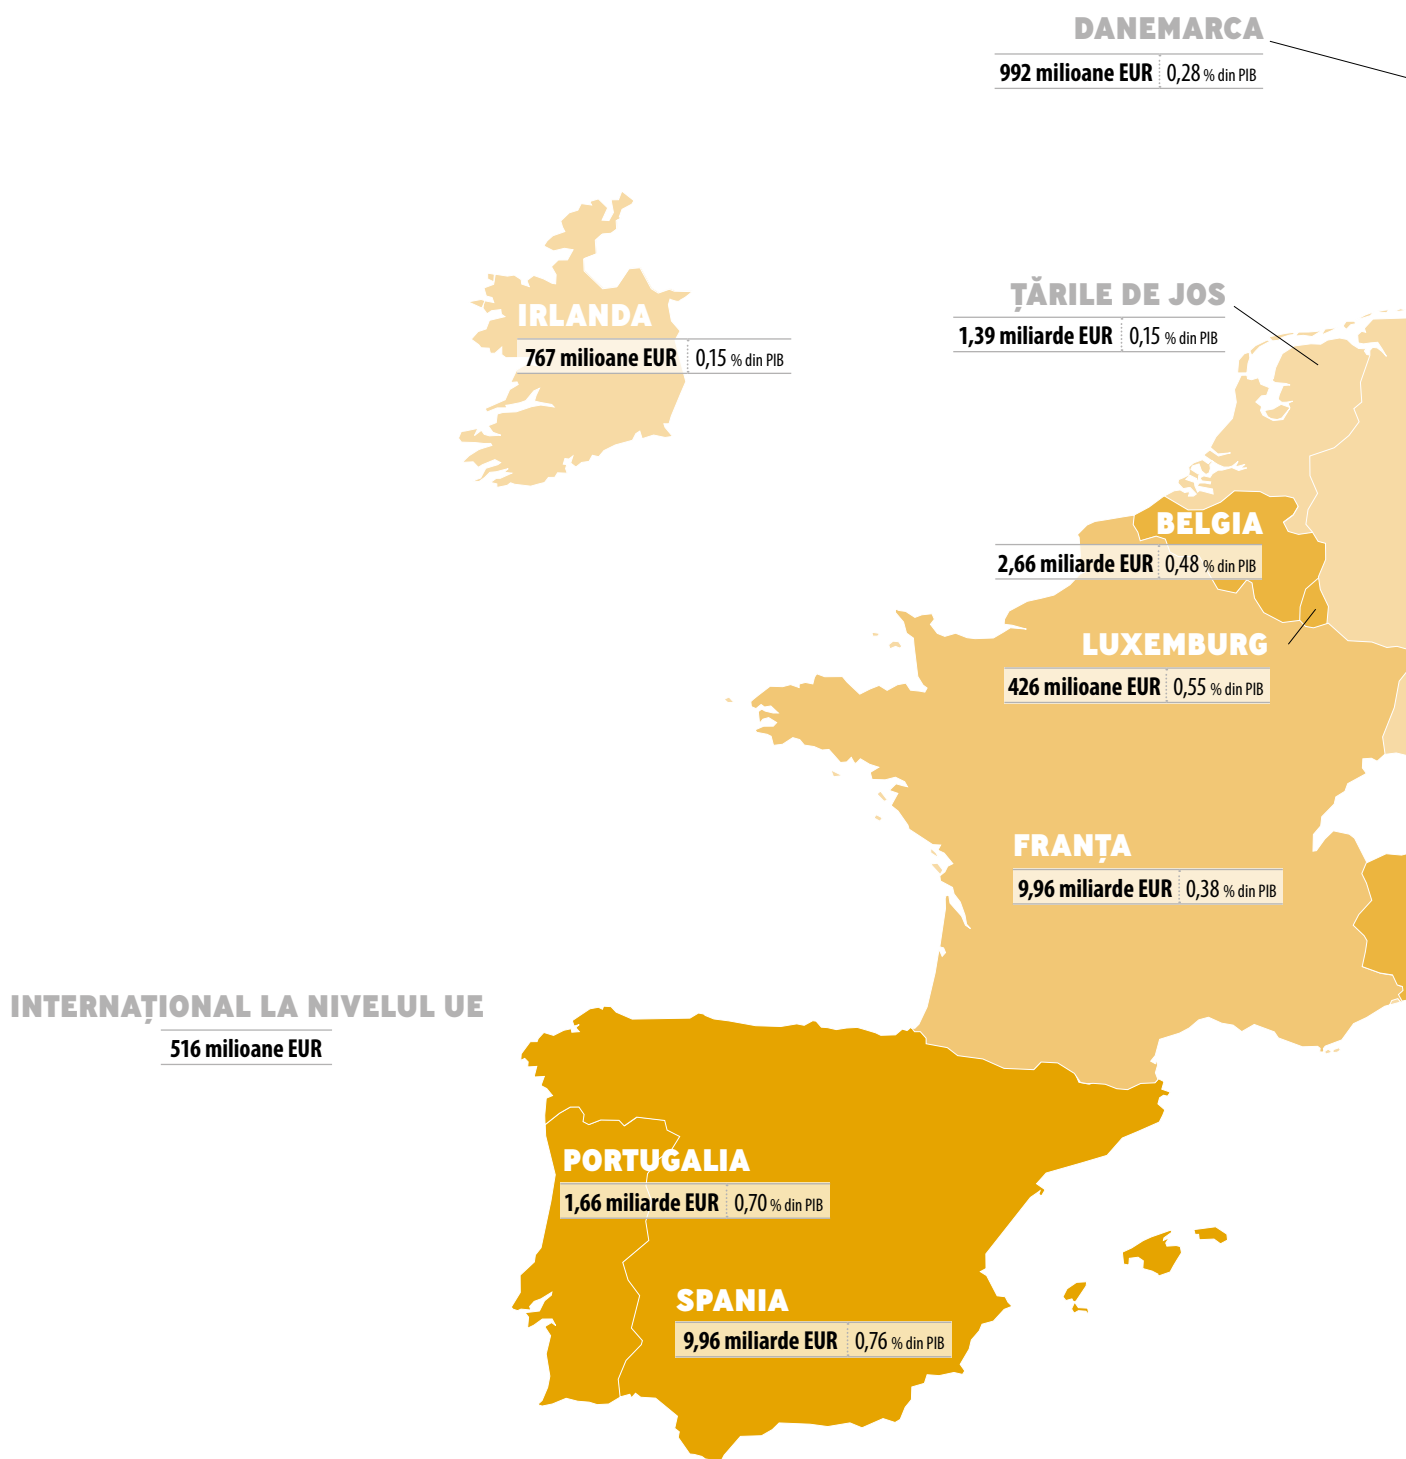 DANEMARCA
992 milioane EUR 0,28 % din PIB
IRLANDA
767 milioane EUR 0,15 % din PIB
ȚĂRILE DE JOS
1,39 miliarde EUR 0,15 % din PIB
BELGIA
2,66 miliarde EUR 0,48 % din PIB
LUXEMBURG
426 milioane EUR 0,55 % din PIB
FRANȚA
9,96 miliarde EUR 0,38 % din PIB
INTERNAȚIONAL LA NIVELUL UE
516 milioane EUR
PORTUGALIA
1,66 miliarde EUR 0,70 % din PIB
SPANIA
9,96 miliarde EUR 0,76 % din PIB